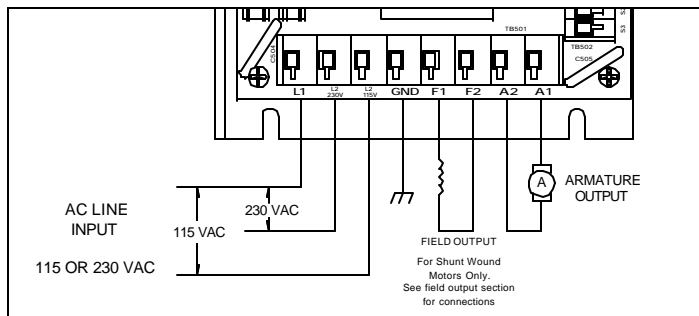 TB501
S2
S3
C504
TB502
C505
L1
L2
230V
L2
115V
GND
F1
F2
A2
A1
A
ARMATURE
OUTPUT
AC LINE
INPUT
230 VAC
115 VAC
115 OR 230 VAC
FIELD OUTPUT
For Shunt Wound
Motors Only.
See field output section
for connections